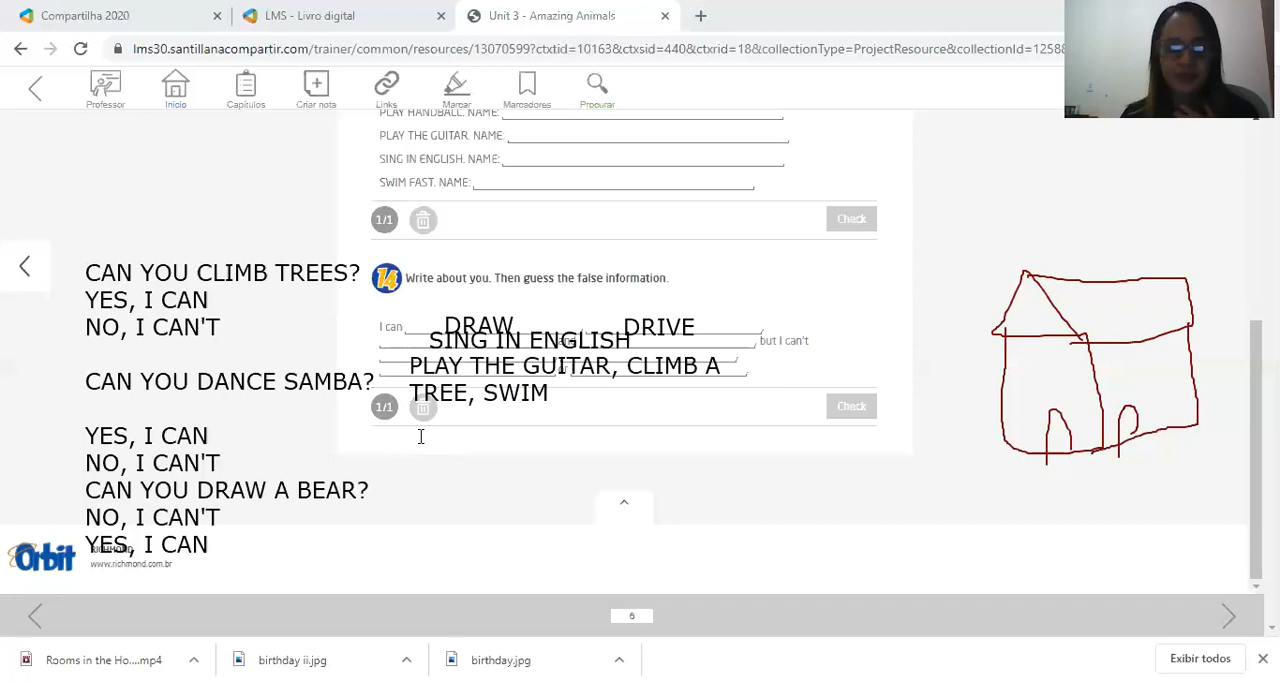 Compartilha 2020
LMS - Livro digital
Unit 3 - Amazing Animals
lms30.santillanacompartir.com/trainer/common/resources/13070599?ctxtid=10163&ctxsid=440&ctxrid=18&collectionType=ProjectResource&collectionId=12588
Professor
Início
Capítulos
Criar nota
Links
Marcar
Marcadores
Procurar
PLAY HANDBALL. NAME:
PLAY THE GUITAR. NAME:
SING IN ENGLISH. NAME:
SWIM FAST. NAME:
1/1
Check
14 Write about you. Then guess the false information.
I can DRAW, DRIVE
SING IN ENGLISH and but I can't
PLAY THE GUITAR, CLIMB A
or
TREE, SWIM
1/1
Check
CAN YOU CLIMB TREES?
YES, I CAN
NO, I CAN'T
CAN YOU DANCE SAMBA?
YES, I CAN
NO, I CAN'T
CAN YOU DRAW A BEAR?
NO, I CAN'T
YES, I CAN
Orbit
RICHMOND
www.richmond.com.br
6
Rooms in the Ho....mp4
birthday ii.jpg
birthday.jpg
Exibir todos